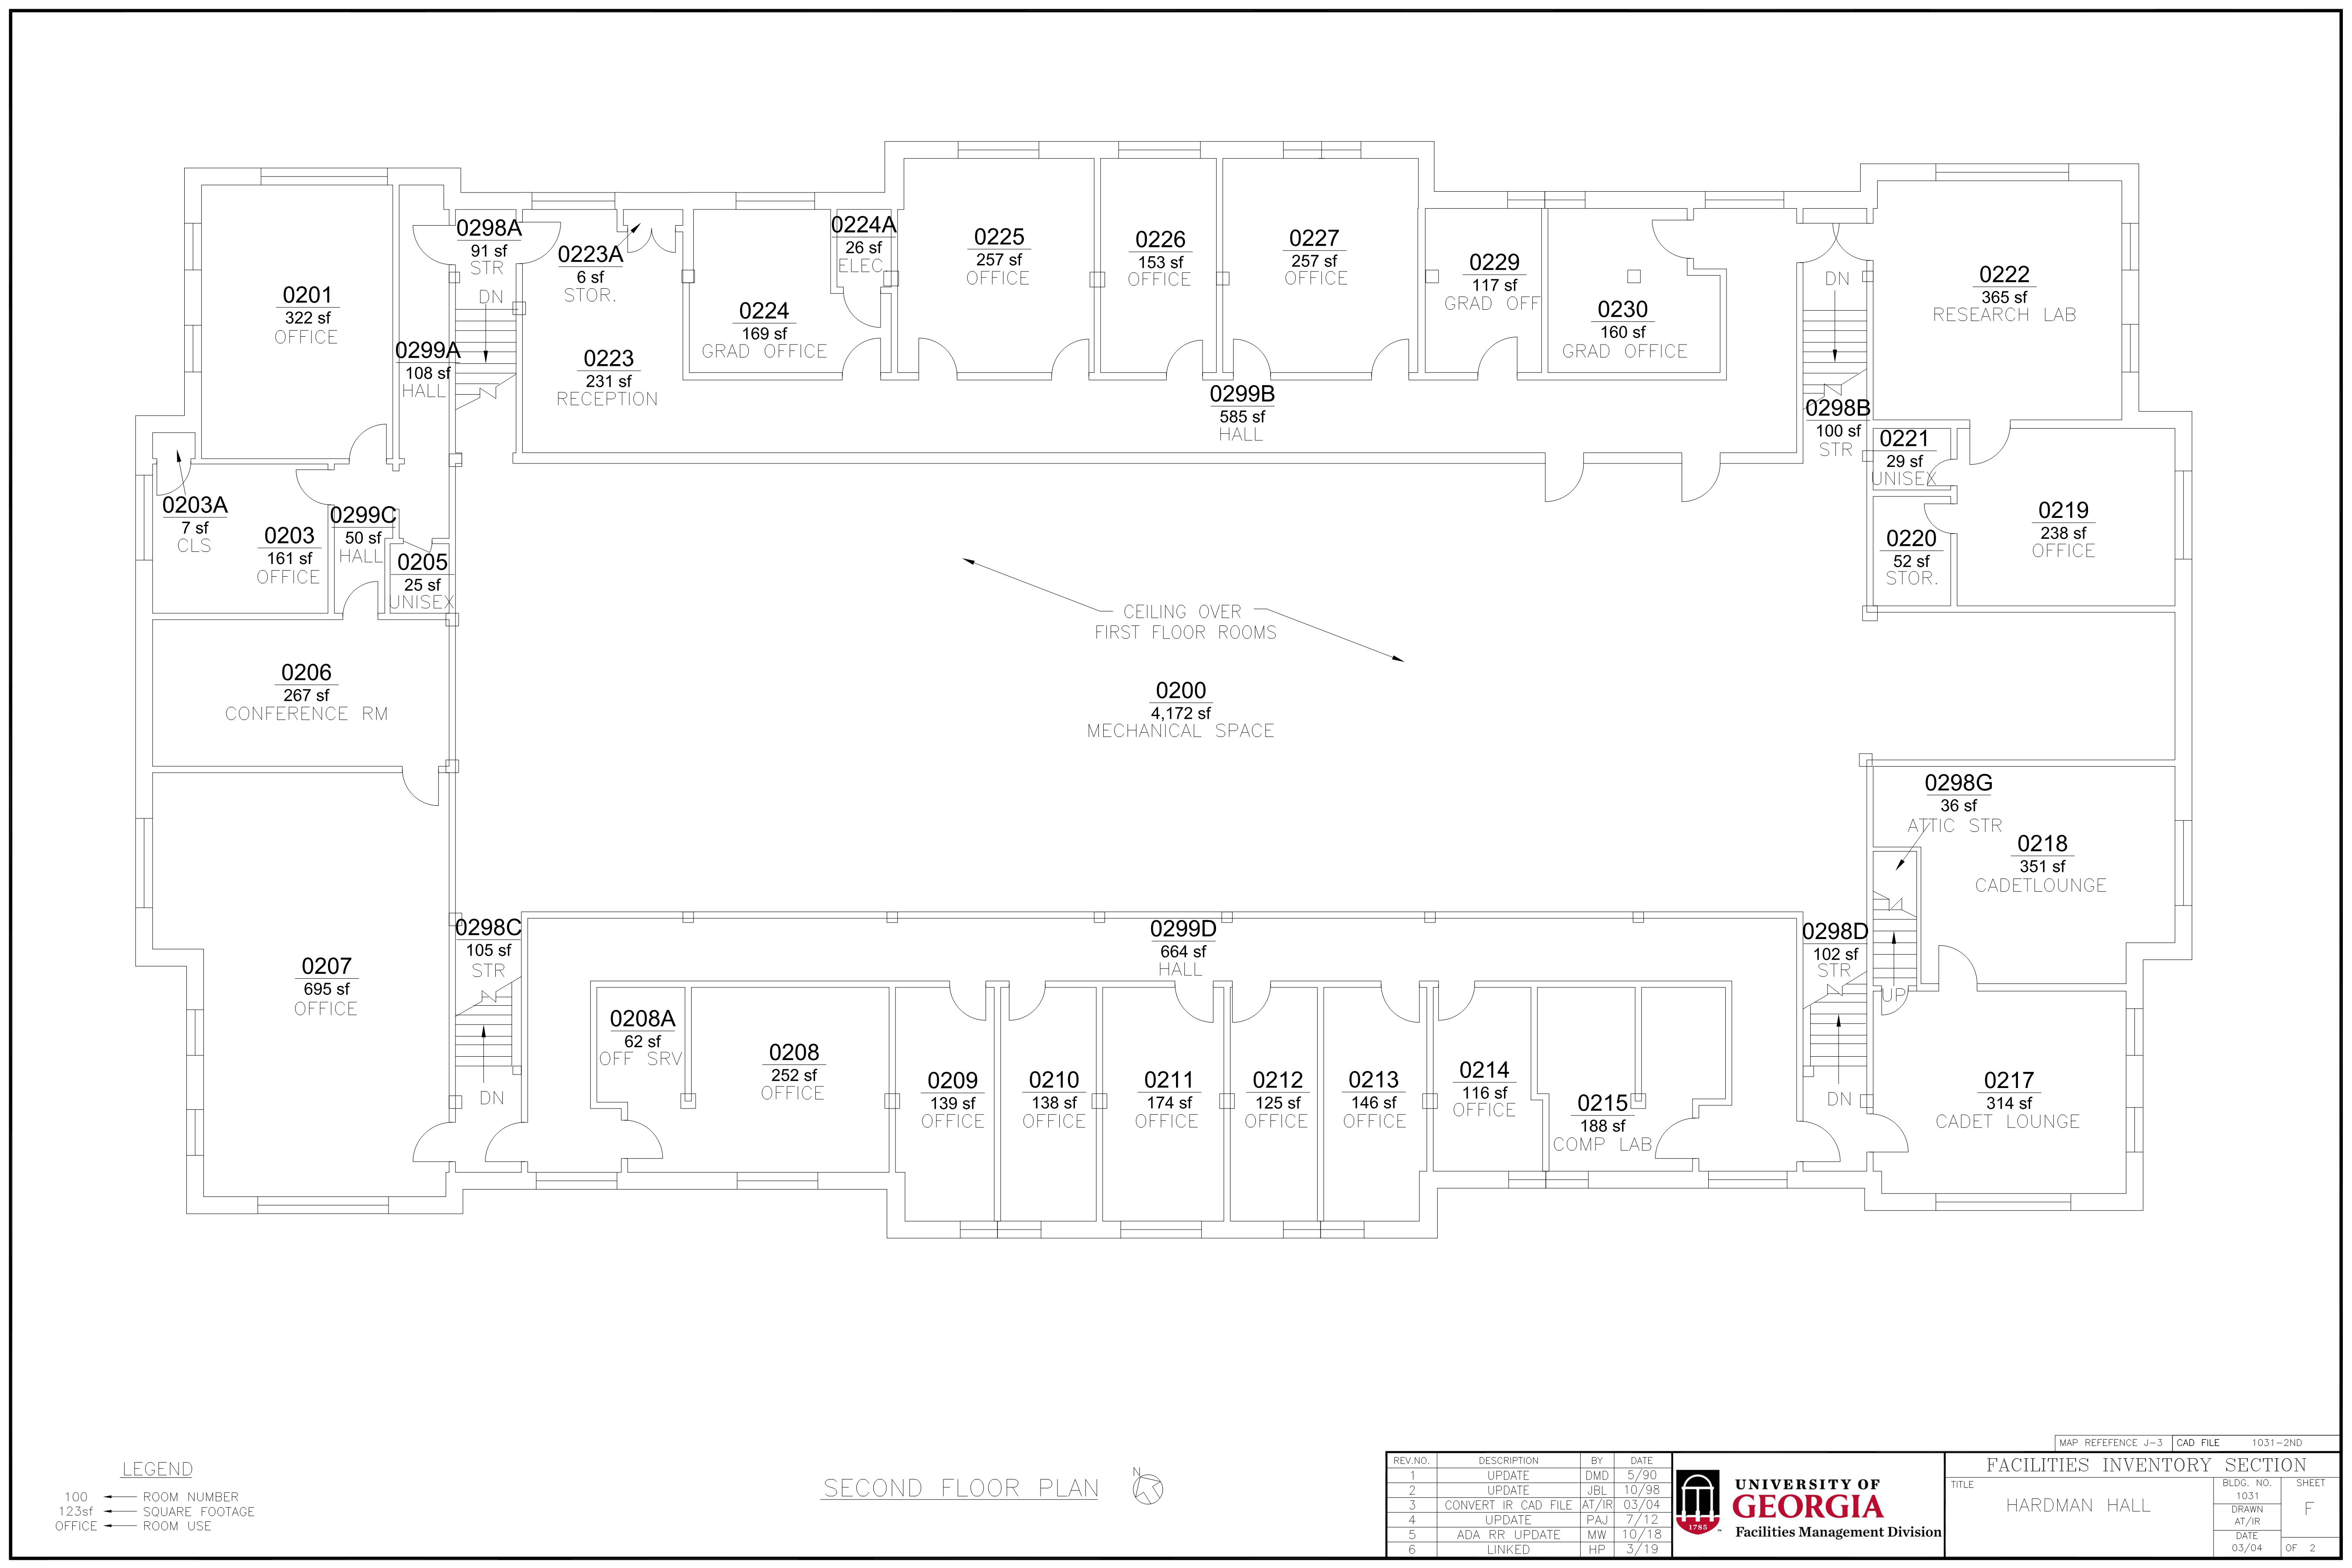 0201
322 sf
OFFICE
0299A
108 sf
HALL
0298A
91 sf
STR
DN
0223A
6 sf
STOR.
0223
231 sf
RECEPTION
0224
169 sf
GRAD OFFICE
0224A
26 sf
ELEC.
0225
257 sf
OFFICE
0226
153 sf
OFFICE
0227
257 sf
OFFICE
0229
117 sf
GRAD OFF
0230
160 sf
GRAD OFFICE
0299B
585 sf
HALL
DN
0298B
100 sf
STR
0222
365 sf
RESEARCH LAB
0221
29 sf
UNISEX
0219
238 sf
OFFICE
0220
52 sf
STOR.
0203A
7 sf
CLS
0203
161 sf
OFFICE
0299C
50 sf
HALL
0205
25 sf
UNISEX
0206
267 sf
CONFERENCE RM
CEILING OVER
FIRST FLOOR ROOMS
0200
4,172 sf
MECHANICAL SPACE
0298G
36 sf
ATTIC STR
0218
351 sf
CADETLOUNGE
UP
0207
695 sf
OFFICE
0298C
105 sf
STR
DN
0299D
664 sf
HALL
0208A
62 sf
OFF SRV
0208
252 sf
OFFICE
0209
139 sf
OFFICE
0210
138 sf
OFFICE
0211
174 sf
OFFICE
0212
125 sf
OFFICE
0213
146 sf
OFFICE
0214
116 sf
OFFICE
0215
188 sf
COMP LAB
0298D
102 sf
STR
DN
0217
314 sf
CADET LOUNGE
LEGEND
100 ROOM NUMBER
123sf SQUARE FOOTAGE
OFFICE ROOM USE
SECOND FLOOR PLAN
N
MAP REFEFENCE J-3 CAD FILE 1031-2ND
REV.NO. DESCRIPTION BY DATE
1 UPDATE DMD 5/90
2 UPDATE JBL 10/98
3 CONVERT IR CAD FILE AT/IR 03/04
4 UPDATE PAJ 7/12
5 ADA RR UPDATE MW 10/18
6 LINKED HP 3/19
1785
UNIVERSITY OF
GEORGIA
Facilities Management Division
FACILITIES INVENTORY SECTION
TITLE
HARDMAN HALL
BLDG. NO.
1031
DRAWN
AT/IR
DATE
03/04
SHEET
F
OF 2